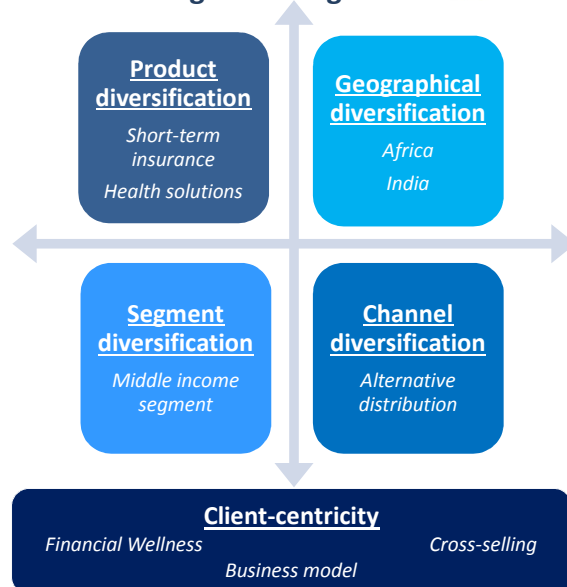 Product
diversification
Short-term
insurance
Health solutions
Geographical
diversification
Africa
India
Segment
diversification
Middle income
segment
Channel
diversification
Alternative
distribution
Client-centricity
Financial Wellness
Cross-selling
Business model